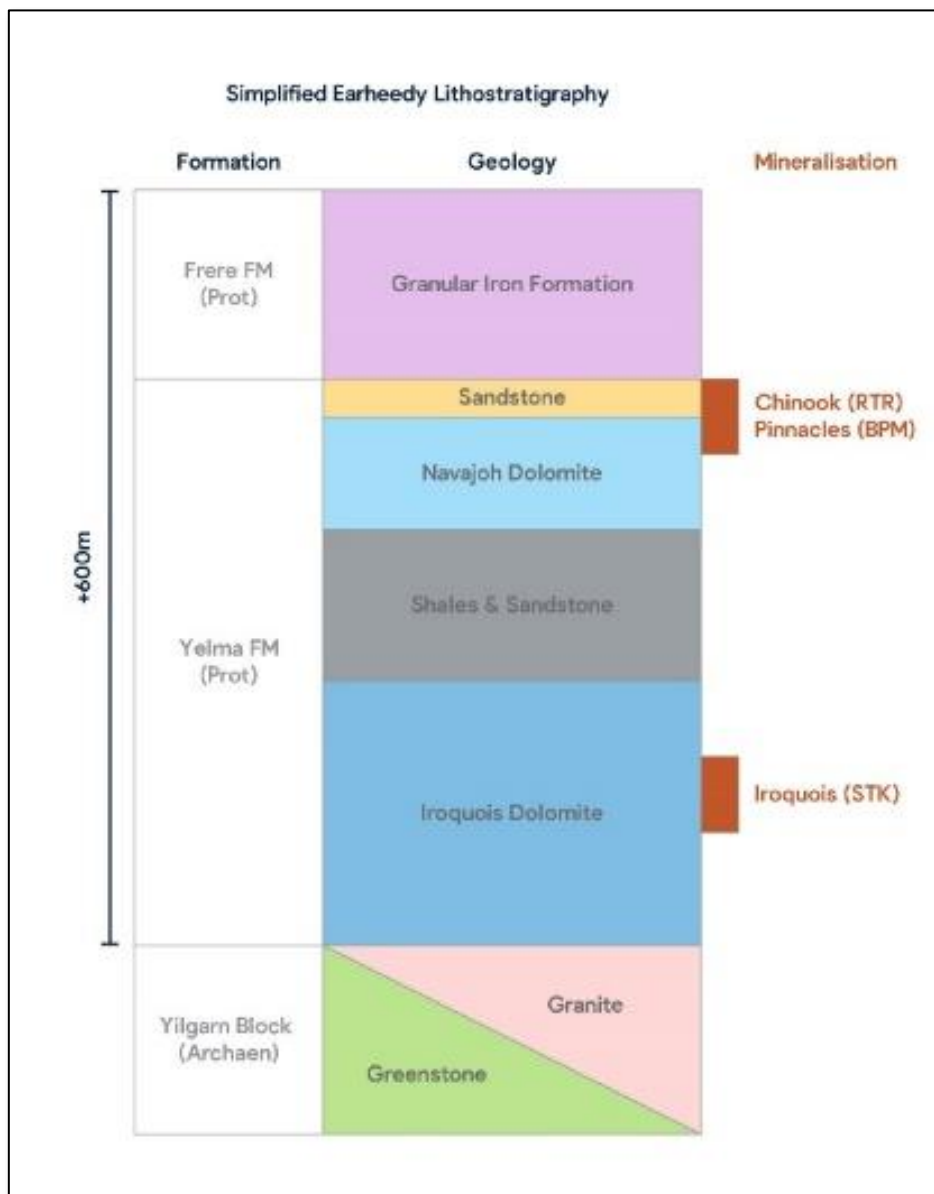 Simplified Earheedy Lithostratigraphy
Formation
Geology
Mineralisation
+600m
Frere FM
(Prot)
Granular Iron Formation
Sandstone
Chinook (RTR)
Pinnacles (BPM)
Navajoh Dolomite
Shales & Sandstone
Yelma FM
(Prot)
Iroquois Dolomite
Iroquois (STK)
Yilgarn Block
(Archaen)
Granite
Greenstone